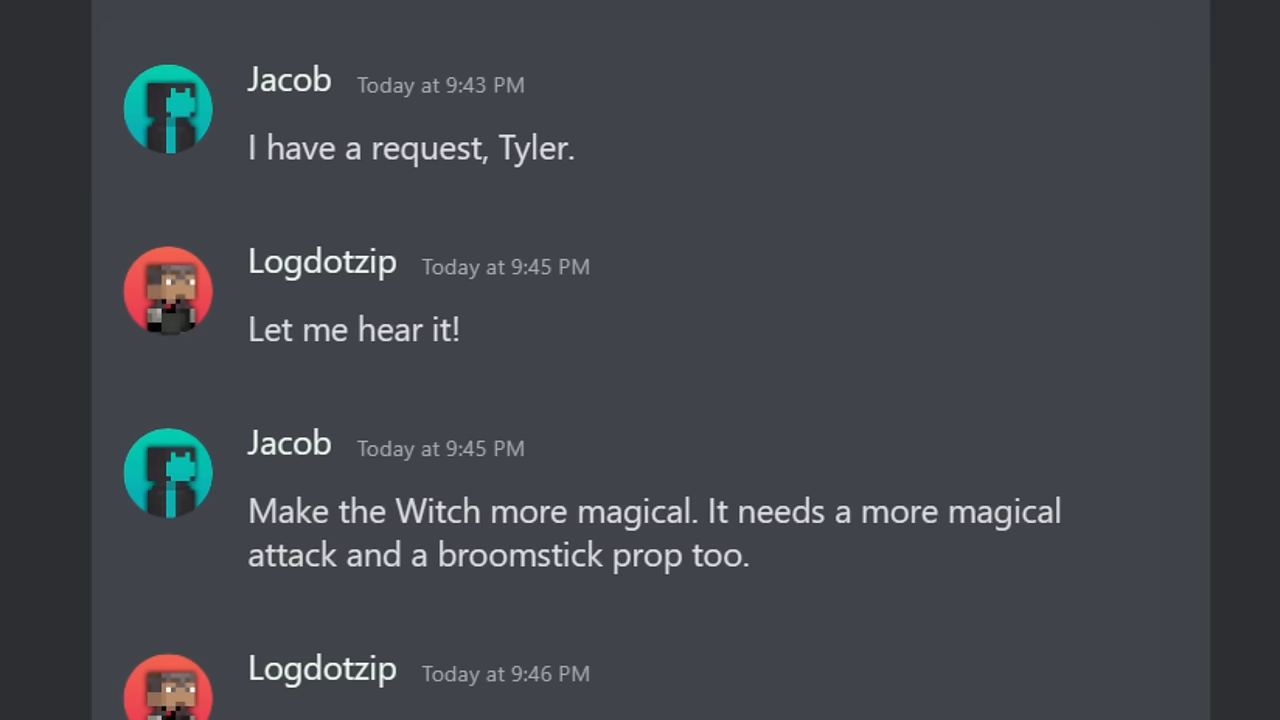 Jacob Today at 9:43 PM
I have a request, Tyler.
Logdotzip Today at 9:45 PM
Let me hear it!
Jacob Today at 9:45 PM
Make the Witch more magical. It needs a more magical
attack and a broomstick prop too.
Logdotzip Today at 9:46 PM